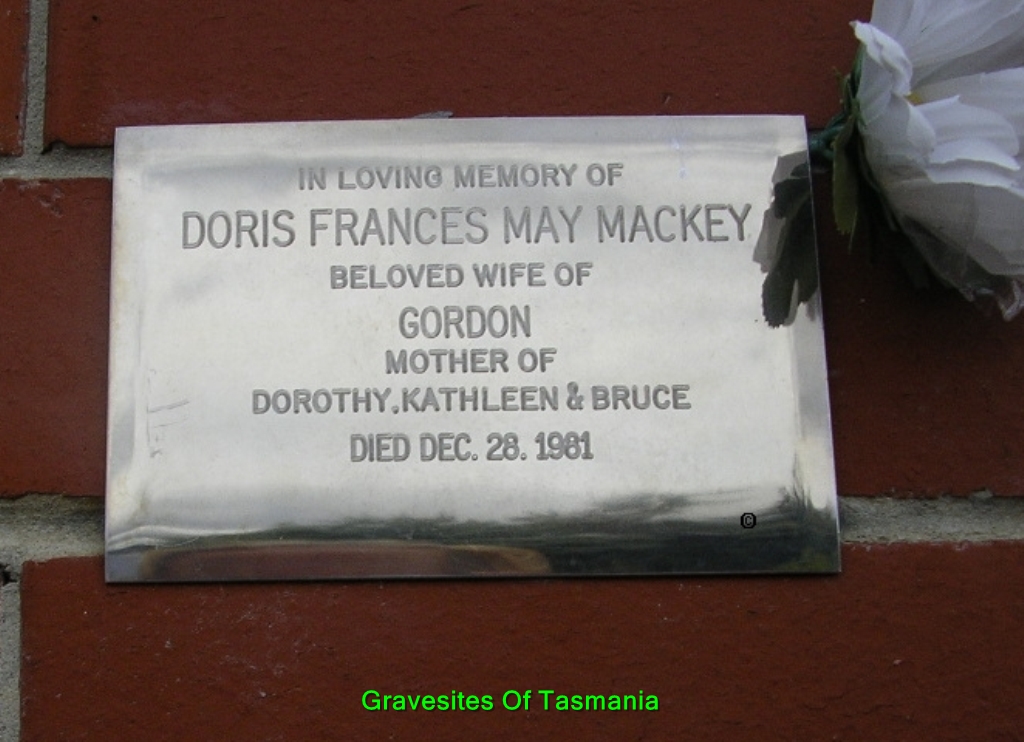 IN LOVING MEMORY OF
DORIS FRANCES MAY MACKEY
BELOVED WIFE OF
GORDON
MOTHER OF
DOROTHY, KATHLEEN & BRUCE
DIED DEC. 28. 1981
©
Gravesites Of Tasmania